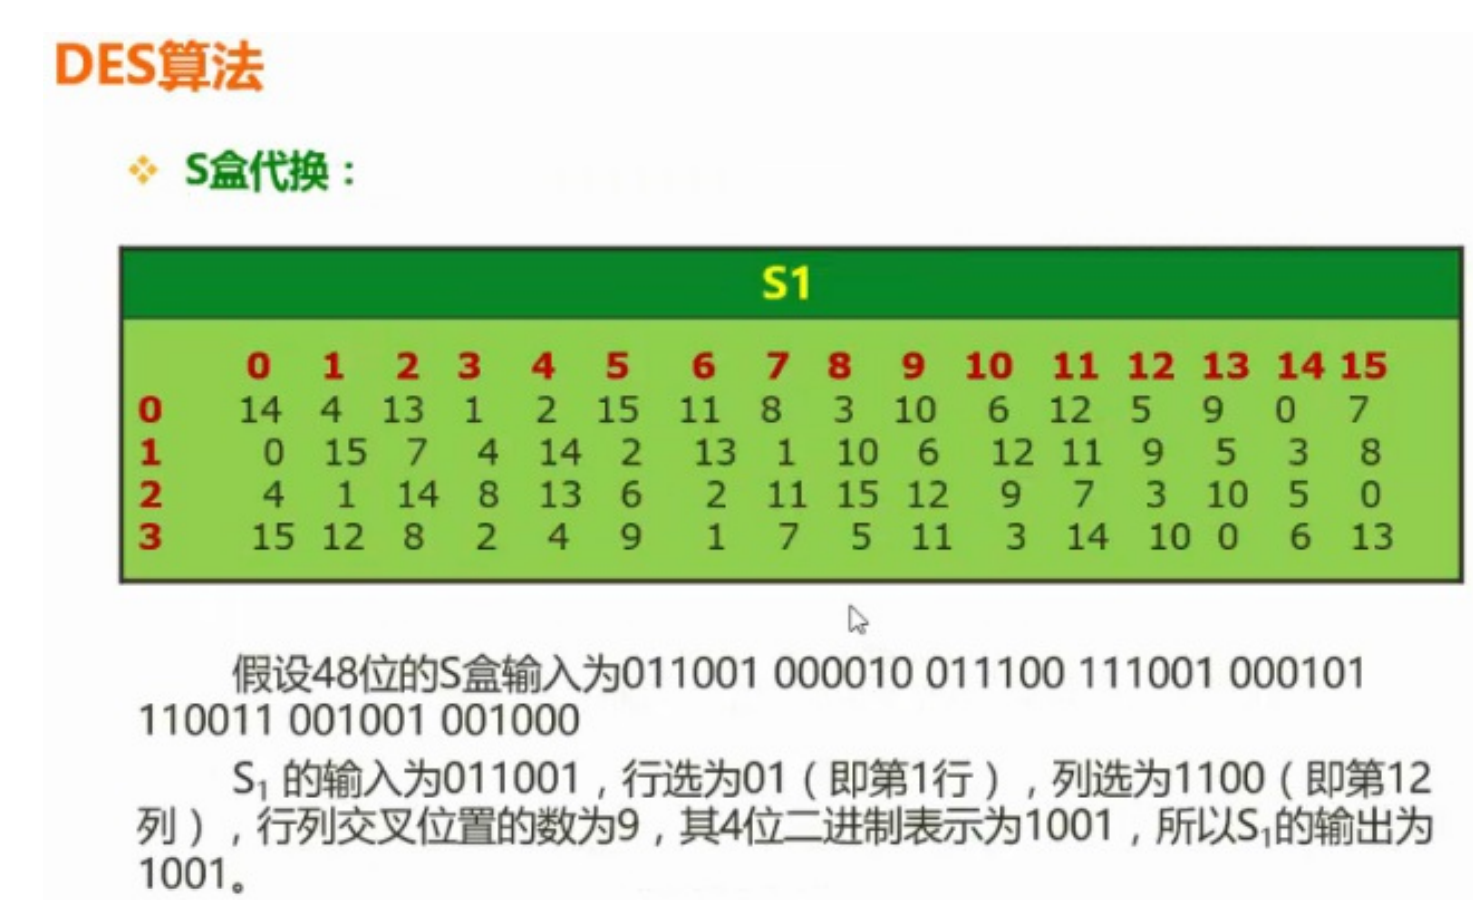 DES算法
S盒代换：
S1
0 1 2 3 4 5 6 7 8 9 10 11 12 13 14 15
0 14 4 13 1 2 15 11 8 3 10 6 12 5 9 0 7
1 0 15 7 4 14 2 13 1 10 6 12 11 9 5 3 8
2 4 1 14 8 13 6 2 11 15 12 9 7 3 10 5 0
3 15 12 8 2 4 9 1 7 5 11 3 14 10 0 6 13
假设48位的S盒输入为011001 000010 011100 111001 000101
110011 001001 001000
S₁ 的输入为011001，行选为01（即第1行），列选为1100（即第12
列），行列交叉位置的数为9，其4位二进制表示为1001，所以S₁的输出为
1001。